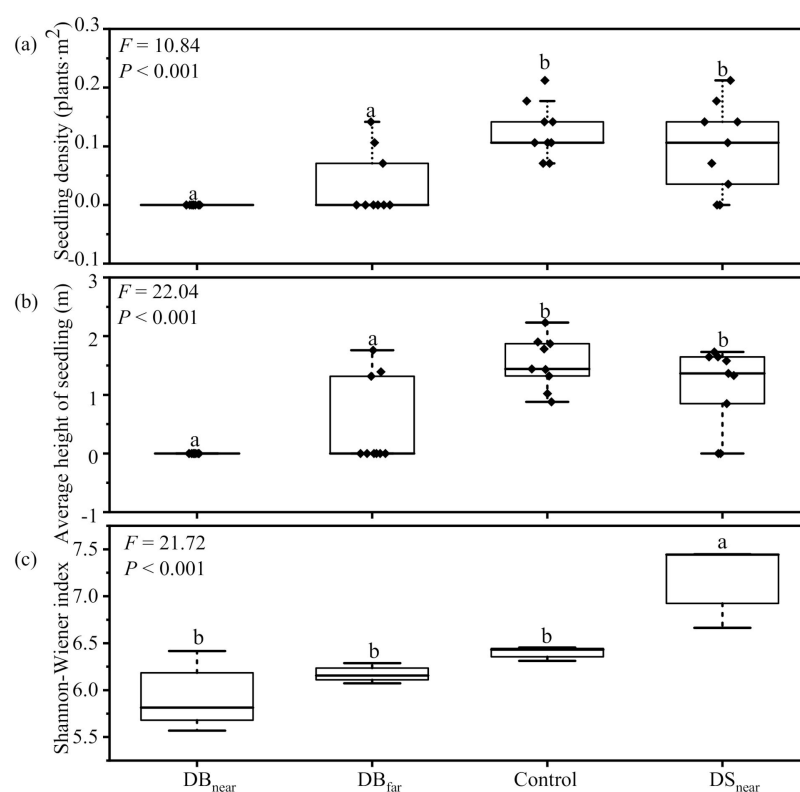 (a)
Seedling density (plants·m²)
F = 10.84
P < 0.001
0.3
0.2
0.1
0.0
-0.1
a
a
b
b
(b)
Average height of seedling (m)
F = 22.04
P < 0.001
3
2
1
0
-1
a
a
b
b
(c)
Shannon-Wiener index
F = 21.72
P < 0.001
7.5
7.0
6.5
6.0
5.5
b
b
b
a
DBnear
DBfar
Control
DSnear